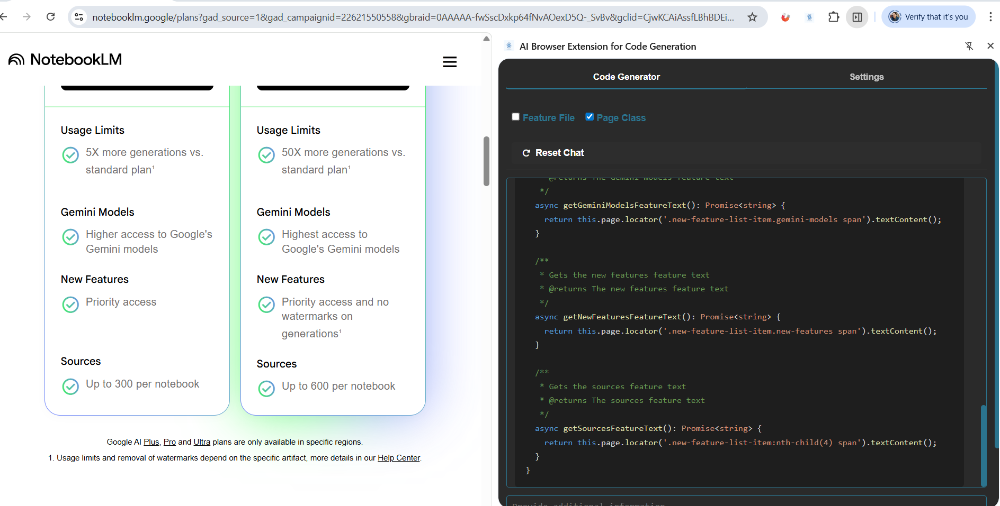 notebooklm.google/plans?gad_source=1&gad_campaignid=22621550558&gbraid=0AAAAA-fwSscDxkp64fNvAOexD5Q-_SvBv&gclid=CjwKCAiAssfLBhBDEi...
Verify that it's you
NotebookLM
Usage Limits
5X more generations vs.
standard plan¹
Gemini Models
Higher access to Google's
Gemini models
New Features
Priority access
Sources
Up to 300 per notebook
Usage Limits
50X more generations vs.
standard plan¹
Gemini Models
Highest access to
Google's Gemini models
New Features
Priority access and no
watermarks on
generations¹
Sources
Up to 600 per notebook
Google AI Plus, Pro and Ultra plans are only available in specific regions.
1. Usage limits and removal of watermarks depend on the specific artifact, more details in our Help Center.
AI Browser Extension for Code Generation
Code Generator
Settings
Feature File
Page Class
Reset Chat
@returns The Gemini models feature text
*/
async getGeminiModelsFeatureText(): Promise<string> {
return this.page.locator('.new-feature-list-item.gemini-models span').textContent();
}
/**
* Gets the new features feature text
* @returns The new features feature text
*/
async getNewFeaturesFeatureText(): Promise<string> {
return this.page.locator('.new-feature-list-item.new-features span').textContent();
}
/**
* Gets the sources feature text
* @returns The sources feature text
*/
async getSourcesFeatureText(): Promise<string> {
return this.page.locator('.new-feature-list-item:nth-child(4) span').textContent();
}
}
Provide additional information